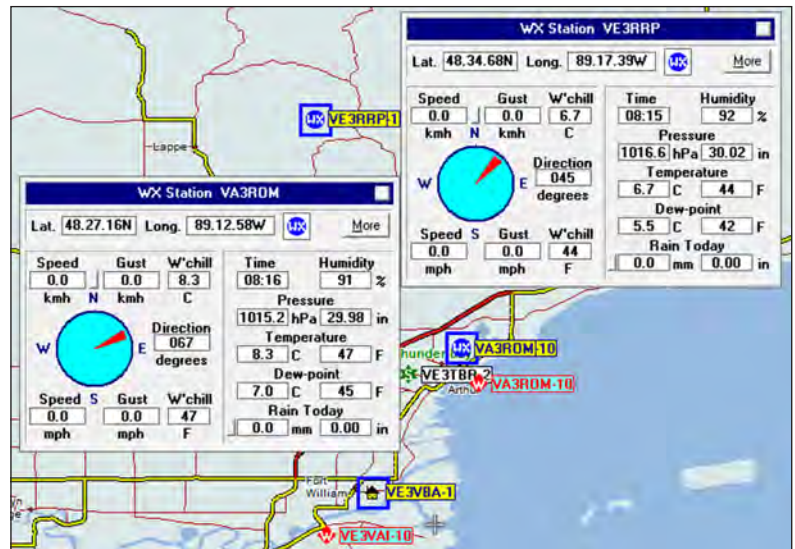 WX Station VE3RRP
Lat. 48.34.68N Long. 89.17.39W WX More
Speed Gust W'chill Time Humidity
0.0 0.0 6.7 08:15 92 %
kmh N kmh C
Pressure
1016.6 hPa 30.02 in
Direction
W E 045
degrees
Temperature
6.7 C 44 F
Dew-point
5.5 C 42 F
Speed S Gust W'chill
0.0 0.0 44
mph mph F
Rain Today
0.0 mm 0.00 in
WX VE3RRP-1
Lappe
WX Station VA3ROM
Lat. 48.27.16N Long. 89.12.58W WX More
Speed Gust W'chill Time Humidity
0.0 0.0 8.3 08:16 91 %
kmh N kmh C
Pressure
1015.2 hPa 29.98 in
Direction
W E 067
degrees
Temperature
8.3 C 47 F
Dew-point
7.0 C 45 F
Speed S Gust W'chill
0.0 0.0 47
mph mph F
Rain Today
0.0 mm 0.00 in
WX VA3ROM-10
hunder
S VE3TBR-2
Arthur
W VA3ROM-10
Fort
William
VE3VBA-1
W VE3VAI-10